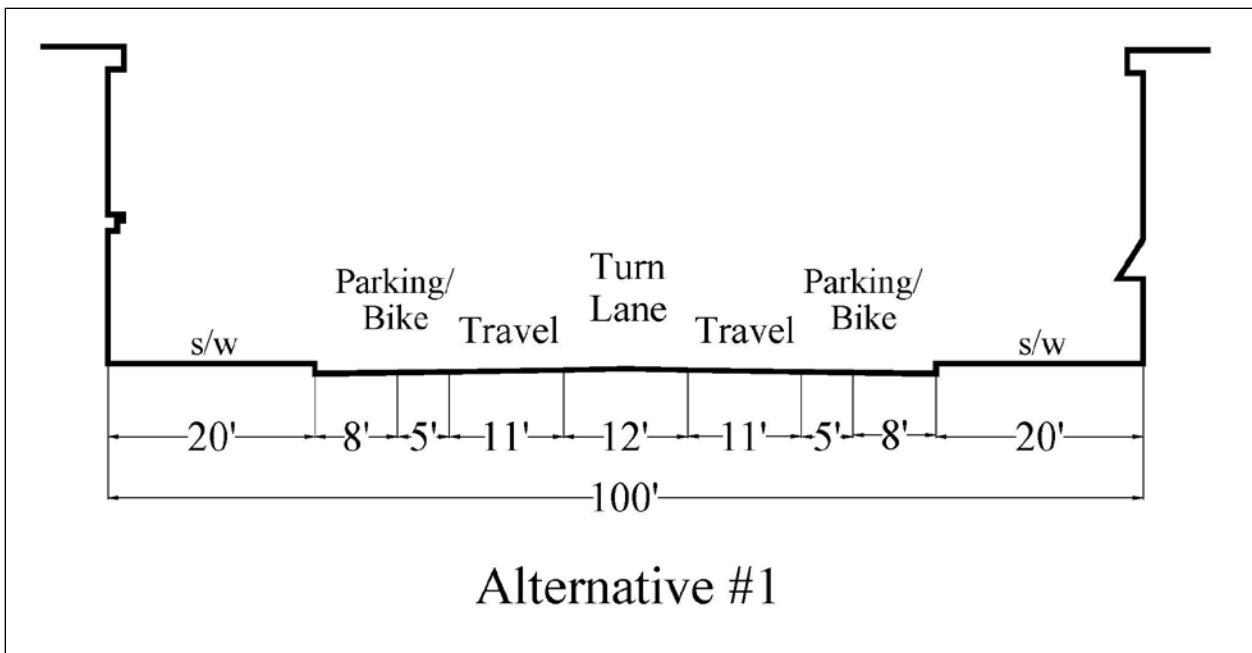 Turn
Lane
Parking/
Bike
Parking/
Bike
Travel
Travel
s/w
s/w
20' 8' 5' 11' 12' 11' 5' 8' 20'
100'
Alternative #1